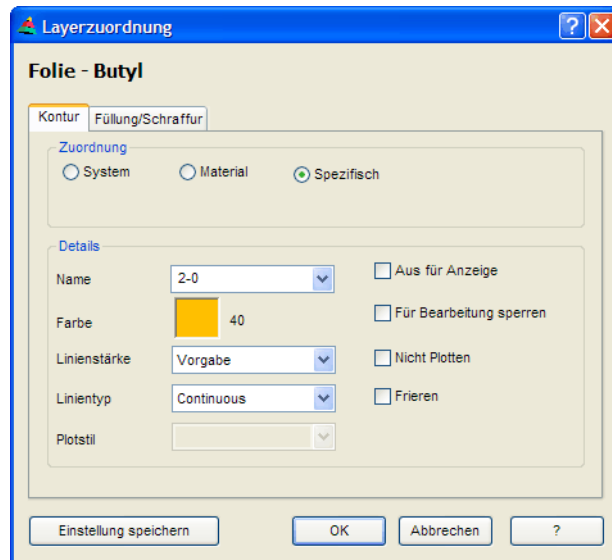 Layerzuordnung
?
Folie - Butyl
Kontur Füllung/Schraffur
Zuordnung
System Material Spezifisch
Details
Name 2-0 Aus für Anzeige
Farbe 40 Für Bearbeitung sperren
Linienstärke Vorgabe Nicht Plotten
Linientyp Continuous Frieren
Plotstil
Einstellung speichern OK Abbrechen ?